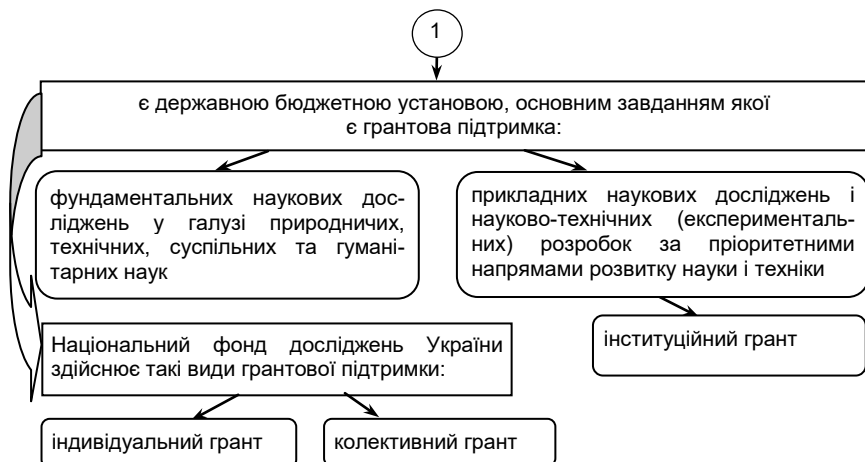 1
є державною бюджетною установою, основним завданням якої
є грантова підтримка:
фундаментальних наукових дос-
ліджень у галузі природничих,
технічних, суспільних та гумані-
тарних наук
прикладних наукових досліджень і
науково-технічних (експерименталь-
них) розробок за пріоритетними
напрямами розвитку науки і техніки
інституційний грант
Національний фонд досліджень України
здійснює такі види грантової підтримки:
індивідуальний грант
колективний грант